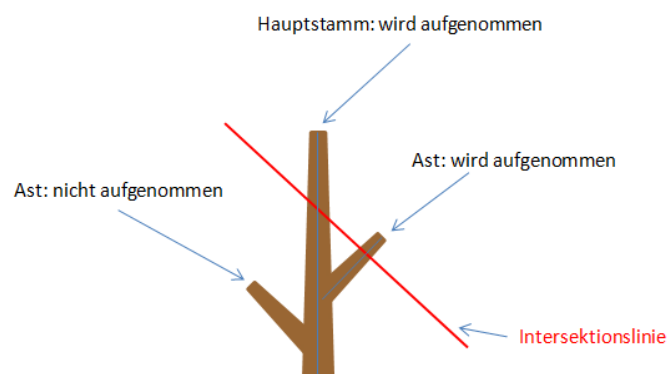 Hauptstamm: wird aufgenommen
Ast: wird aufgenommen
Ast: nicht aufgenommen
Intersektionslinie